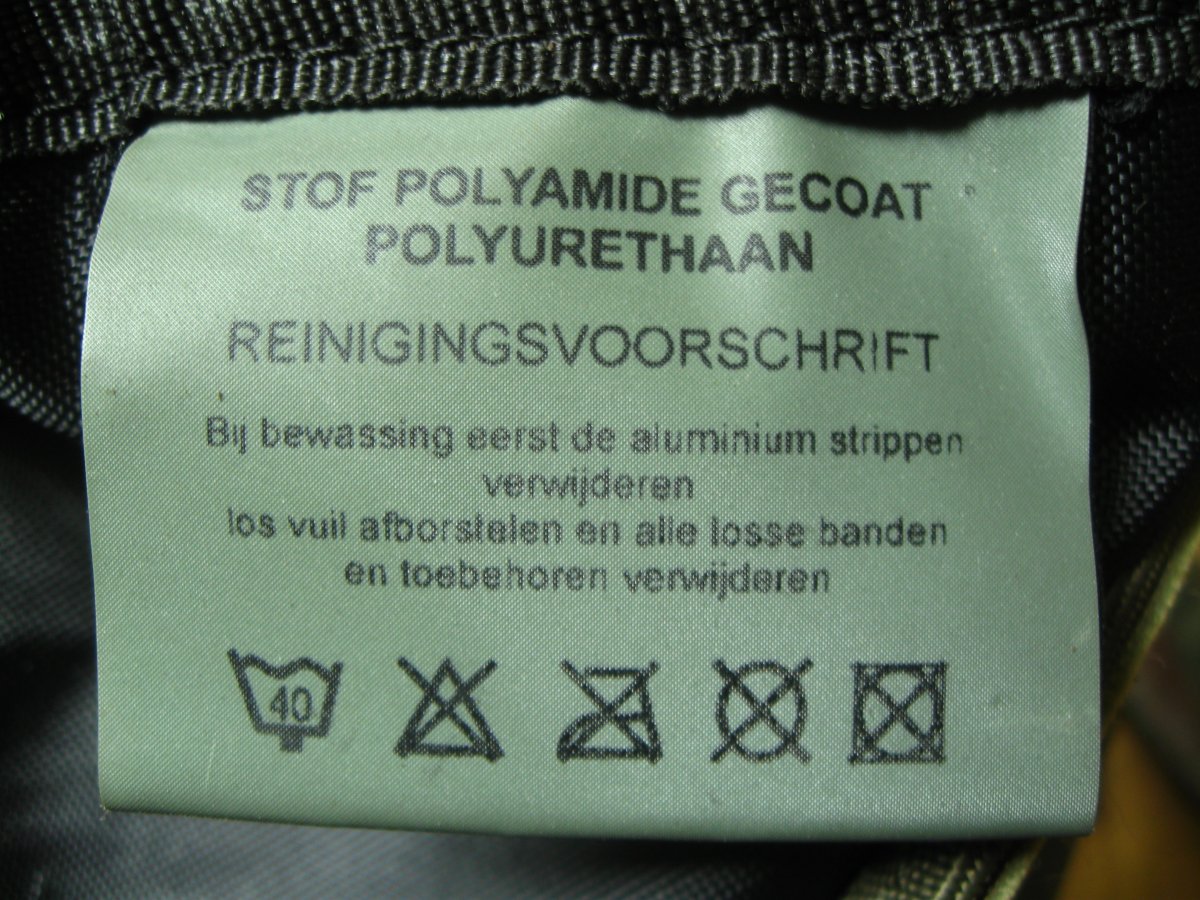 STOF POLYAMIDE GECOAT
POLYURETHAAN
REINIGINGSVOORSCHRIFT
Bij bewassing eerst de aluminium strippen
verwijderen
los vuil afborstelen en alle losse banden
en toebehoren verwijderen
40